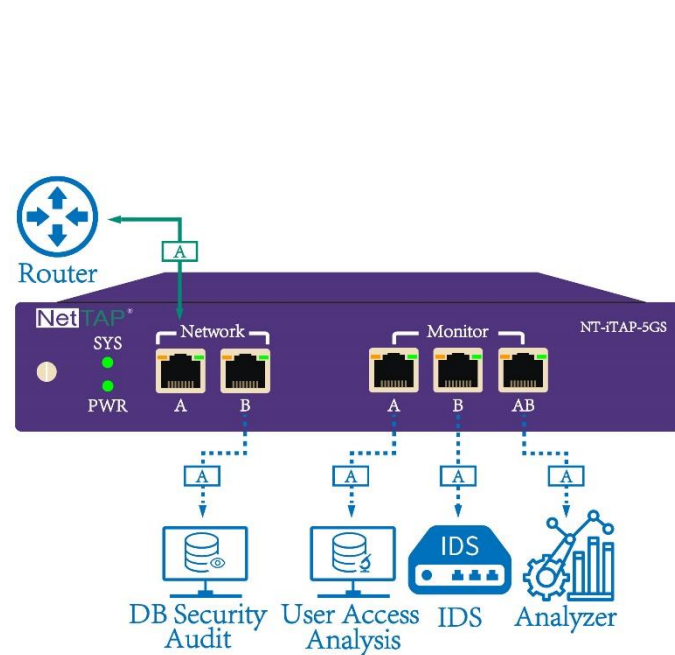 A
Router
NetTAP®
SYS
PWR
Network
A B
Monitor
A B AB
NT-iTAP-5GS
A A A A
IDS
DB Security Audit
User Access Analysis
IDS
Analyzer